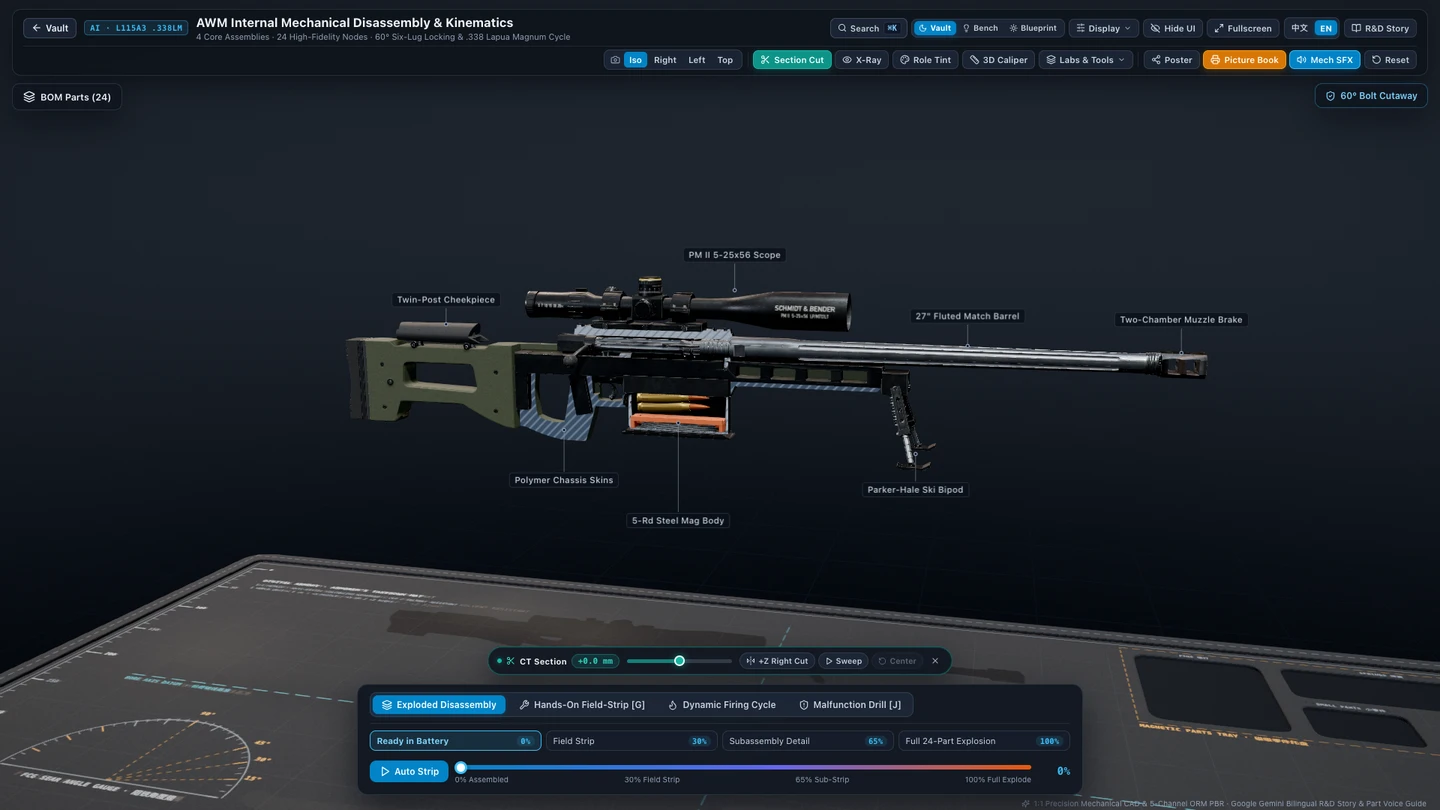 Vault
AI · L115A3 .338LM
AWM Internal Mechanical Disassembly & Kinematics
4 Core Assemblies · 24 High-Fidelity Nodes · 60° Six-Lug Locking & .338 Lapua Magnum Cycle
Search ⌘K
Vault
Bench
Blueprint
Display
Hide UI
Fullscreen
中文
EN
R&D Story
Iso
Right
Left
Top
Section Cut
X-Ray
Role Tint
3D Caliper
Labs & Tools
Poster
Picture Book
Mech SFX
Reset
BOM Parts (24)
60° Bolt Cutaway
PM II 5-25x56 Scope
Twin-Post Cheekpiece
SCHMIDT & BENDER
27" Fluted Match Barrel
Two-Chamber Muzzle Brake
Polymer Chassis Skins
Parker-Hale Ski Bipod
5-Rd Steel Mag Body
CT Section
+0.0 mm
+Z Right Cut
Sweep
Center
Exploded Disassembly
Hands-On Field-Strip [G]
Dynamic Firing Cycle
Malfunction Drill [J]
Ready in Battery 0%
Field Strip 30%
Subassembly Detail 65%
Full 24-Part Explosion 100%
Auto Strip
0% Assembled
30% Field Strip
65% Sub-Strip
100% Full Explode
0%
MAGNETIC PARTS TRAY
45°
30°
15°
1:1 Precision Mechanical CAD & 5-Channel ORM PBR · Google Gemini Bilingual R&D Story & Part Voice Guide